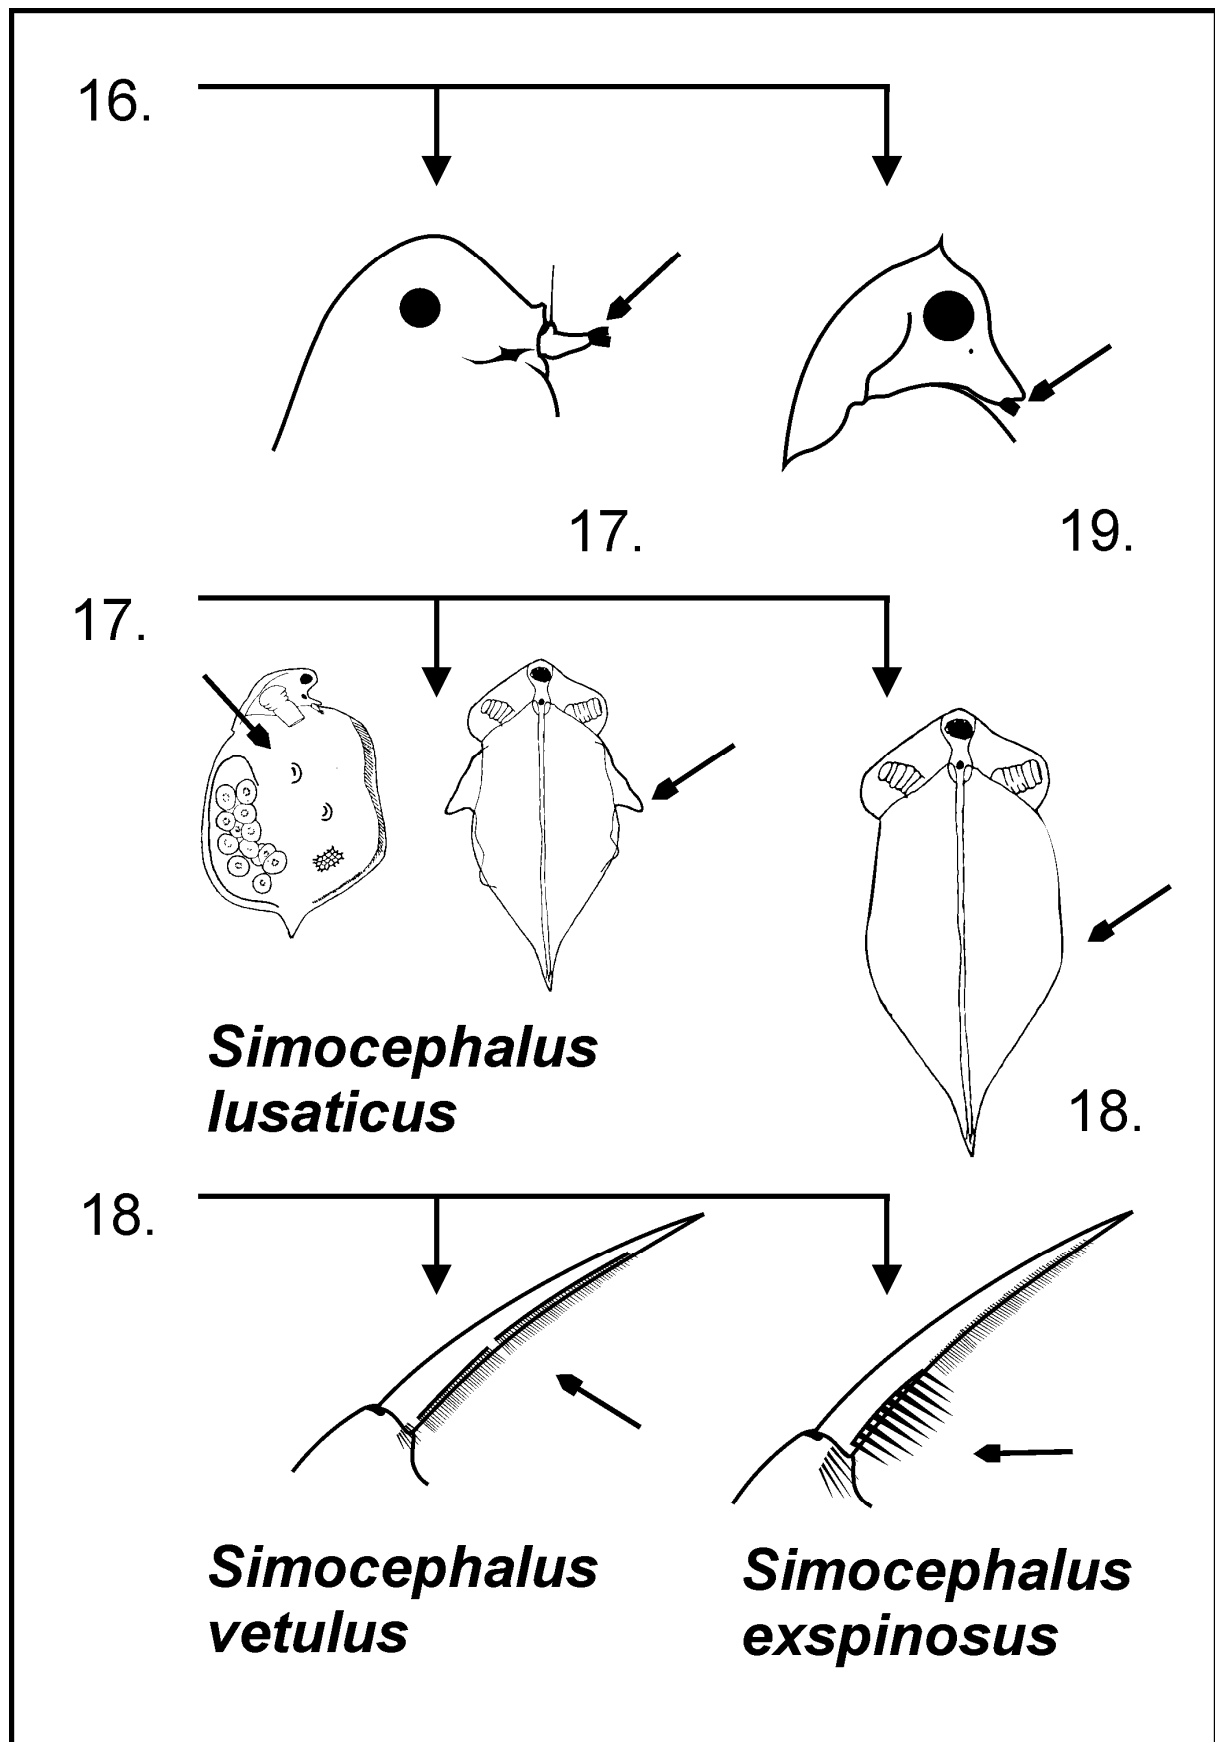 16.
17.
19.
17.
Simocephalus
lusaticus
18.
18.
Simocephalus
vetulus
Simocephalus
exspinosus